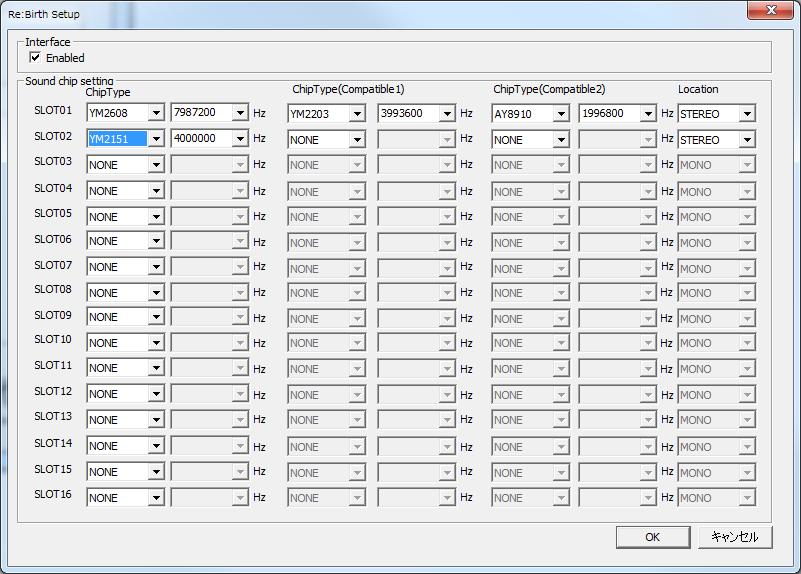 Re:Birth Setup
Interface
Enabled
Sound chip setting
ChipType ChipType(Compatible1) ChipType(Compatible2) Location
SLOT01 YM2608 7987200 Hz YM2203 3993600 Hz AY8910 1996800 Hz STEREO
SLOT02 YM2151 4000000 Hz NONE Hz NONE Hz STEREO
SLOT03 NONE Hz NONE Hz NONE Hz MONO
SLOT04 NONE Hz NONE Hz NONE Hz MONO
SLOT05 NONE Hz NONE Hz NONE Hz MONO
SLOT06 NONE Hz NONE Hz NONE Hz MONO
SLOT07 NONE Hz NONE Hz NONE Hz MONO
SLOT08 NONE Hz NONE Hz NONE Hz MONO
SLOT09 NONE Hz NONE Hz NONE Hz MONO
SLOT10 NONE Hz NONE Hz NONE Hz MONO
SLOT11 NONE Hz NONE Hz NONE Hz MONO
SLOT12 NONE Hz NONE Hz NONE Hz MONO
SLOT13 NONE Hz NONE Hz NONE Hz MONO
SLOT14 NONE Hz NONE Hz NONE Hz MONO
SLOT15 NONE Hz NONE Hz NONE Hz MONO
SLOT16 NONE Hz NONE Hz NONE Hz MONO
OK キャンセル